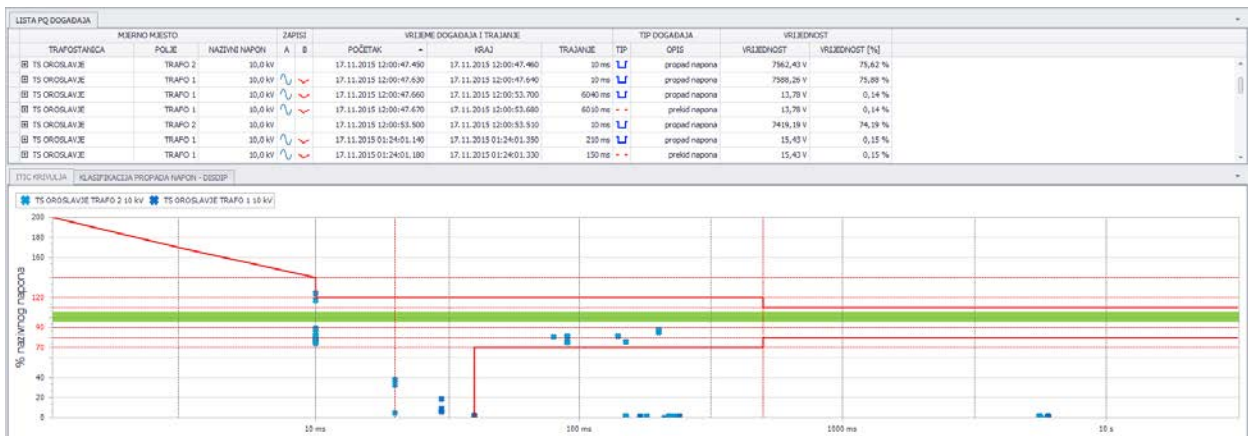 LISTA PQ DOGAĐAJA
MJERNO MJESTO ZAPISI VRIJEME DOGAĐAJA I TRAJANJE TIP DOGAĐAJA VRIJEDNOST
TRAFOSTANICA POLJE NAZIVNI NAPON A B POČETAK KRAJ TRAJANJE TIP OPIS VRIJEDNOST VRIJEDNOST [%]
TS OROSLAVJE TRAFO 2 10,0 kV 17.11.2015 12:00:47.450 17.11.2015 12:00:47.460 10 ms propad napona 7562,43 V 75,62 %
TS OROSLAVJE TRAFO 1 10,0 kV 17.11.2015 12:00:47.630 17.11.2015 12:00:47.640 10 ms propad napona 7588,26 V 75,88 %
TS OROSLAVJE TRAFO 1 10,0 kV 17.11.2015 12:00:47.660 17.11.2015 12:00:53.700 6040 ms propad napona 13,78 V 0,14 %
TS OROSLAVJE TRAFO 1 10,0 kV 17.11.2015 12:00:47.670 17.11.2015 12:00:53.680 6010 ms prekid napona 13,78 V 0,14 %
TS OROSLAVJE TRAFO 2 10,0 kV 17.11.2015 12:00:53.500 17.11.2015 12:00:53.510 10 ms propad napona 7419,19 V 74,19 %
TS OROSLAVJE TRAFO 1 10,0 kV 17.11.2015 01:24:01.140 17.11.2015 01:24:01.350 210 ms propad napona 15,43 V 0,15 %
TS OROSLAVJE TRAFO 1 10,0 kV 17.11.2015 01:24:01.180 17.11.2015 01:24:01.330 150 ms prekid napona 15,43 V 0,15 %
ITIC KRIVULJA KLASIFIKACIJA PROPADA NAPON - DISDIP
TS OROSLAVJE TRAFO 2 10 kV TS OROSLAVJE TRAFO 1 10 kV
% nazivnog napona
200
180
160
120
90
70
40
20
0
10 ms 100 ms 1000 ms 10 s